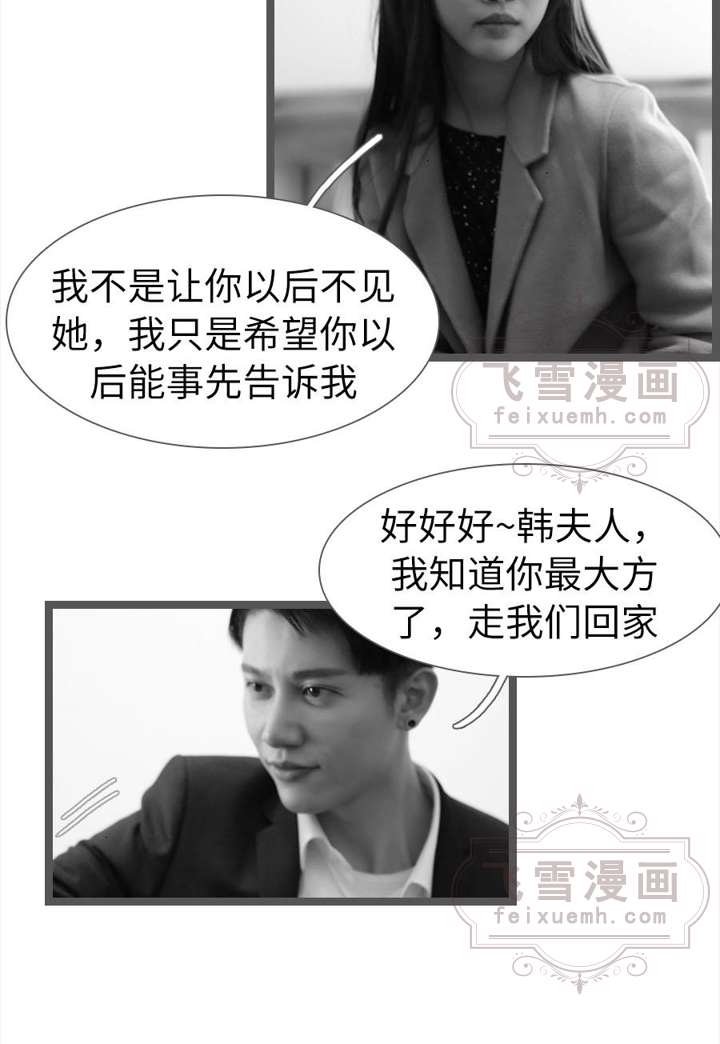 我不是让你以后不见
她，我只是希望你以
后能事先告诉我
飞雪漫画
feixuemh.com
好好好~韩夫人，
我知道你最大方
了，走我们回家
飞雪漫画
feixuemh.com